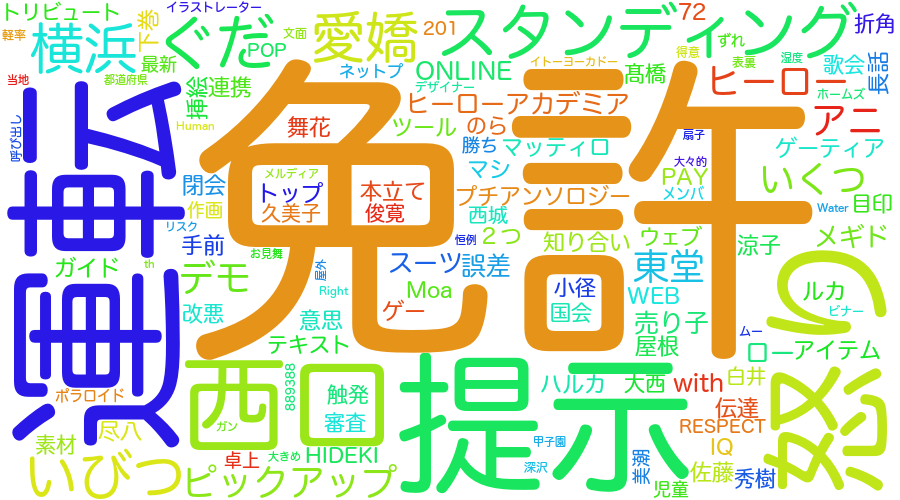 トリビュート
イラストレーター
軽率
横浜
下巻
ぐだ
POP
文面
愛嬌
201
スタンディング
72
折角
最新
ネットプ
ONLINE
デザイナー
イトーヨーカドー
髙橋
ずれ
得意
表裏
湿度
歌会
長話
当地
都道府県
挿絵
連携
ヒーロー
ホームズ
呼び出し
Human
舞花
ヒーローアカデミア
ツール
のら
アニ
運転
免許
勝ち
マッティロ
扇子
ゲーティア
メルディア
閉会
トップ
本立て
マシ
プチアンソロジー
大々的
PAY
いくつ
作画
久美子
俊寛
西城
メンバ
Water
目印
リスク
手前
お見舞
恒例
2つ
知り合い
ウェブ
涼子
メギド
ガイド
th
デモ
屋外
スーツ
誤差
東堂
Right
Moa
小径
WEB
ルカ
改悪
意思
ゲー
国会
売り子
ビナー
テキスト
屋根
ムー
ロー
アイテム
西口
提示
怒り
ポラロイド
889388
触発
ハルカ
大西
with
白井
尽八
ガン
審査
伝達
素材
RESPECT
甲子園
IQ
卓上
大きめ
HIDEKI
深沢
美潮
佐藤
秀樹
いびつ
ピックアップ
児童